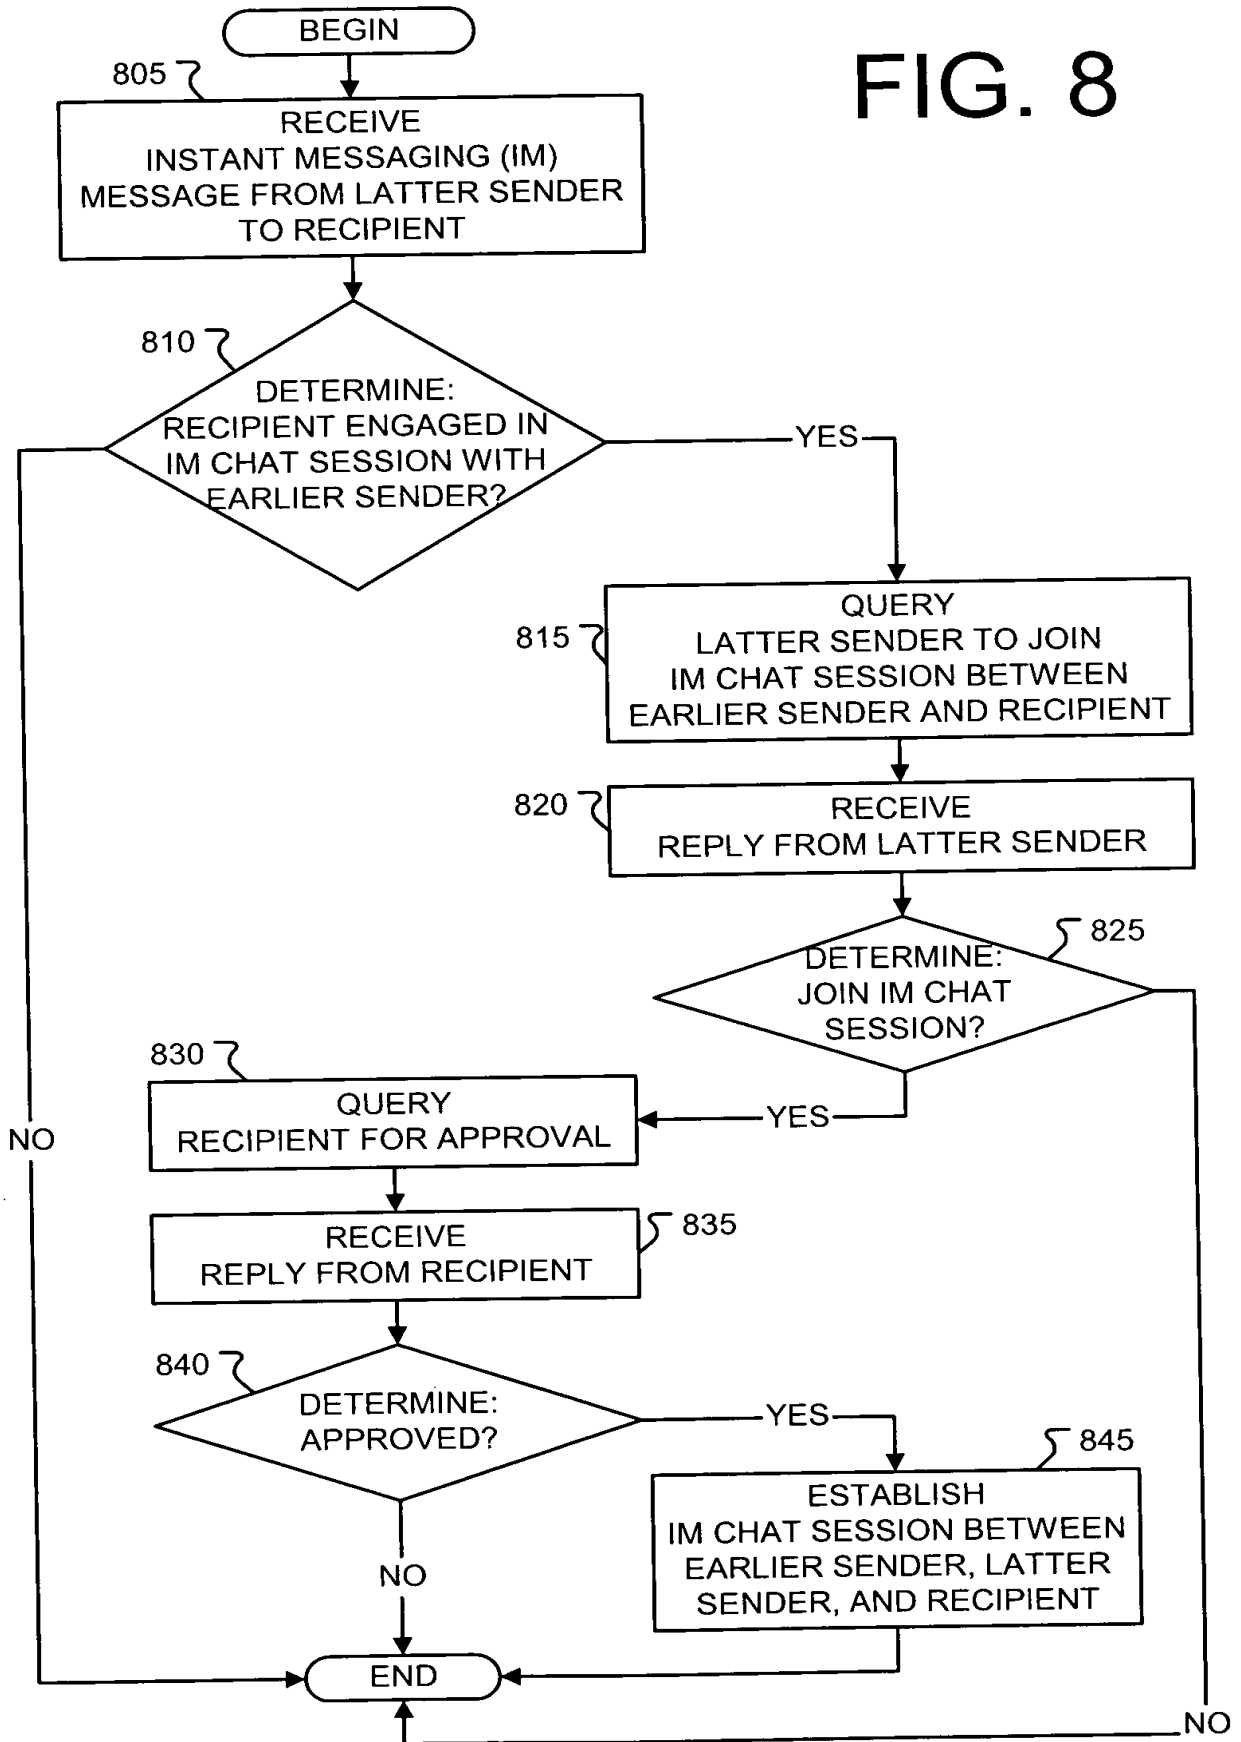 BEGIN
FIG. 8
805
RECEIVE
INSTANT MESSAGING (IM)
MESSAGE FROM LATTER SENDER
TO RECIPIENT
810
DETERMINE:
RECIPIENT ENGAGED IN
IM CHAT SESSION WITH
EARLIER SENDER?
YES
815
QUERY
LATTER SENDER TO JOIN
IM CHAT SESSION BETWEEN
EARLIER SENDER AND RECIPIENT
820
RECEIVE
REPLY FROM LATTER SENDER
825
DETERMINE:
JOIN IM CHAT
SESSION?
YES
830
QUERY
RECIPIENT FOR APPROVAL
NO
835
RECEIVE
REPLY FROM RECIPIENT
840
DETERMINE:
APPROVED?
YES
845
ESTABLISH
IM CHAT SESSION BETWEEN
EARLIER SENDER, LATTER
SENDER, AND RECIPIENT
NO
END
NO